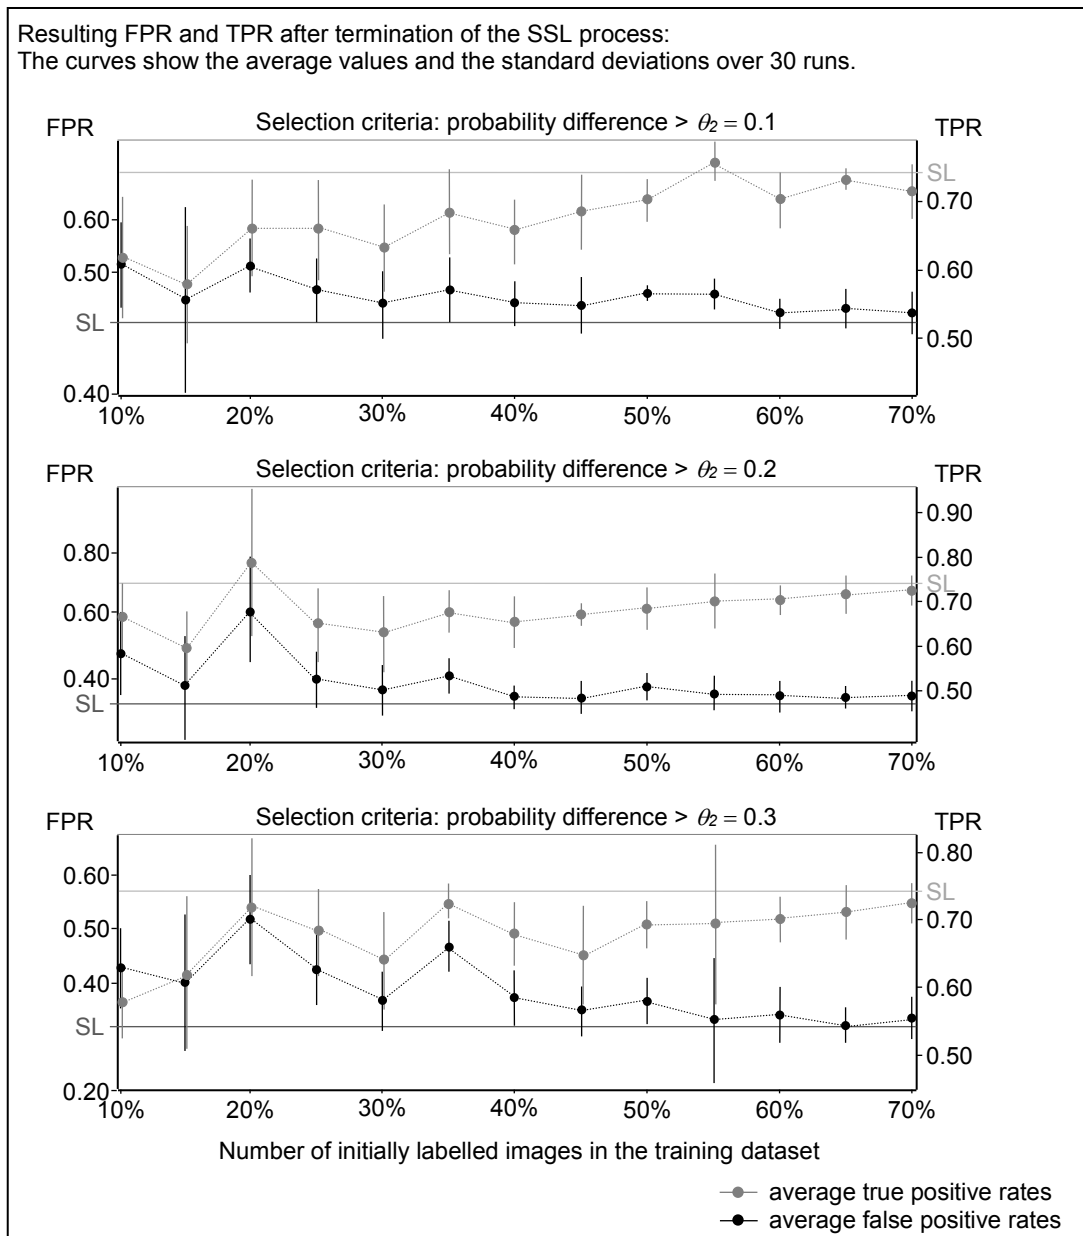 Resulting FPR and TPR after termination of the SSL process:
The curves show the average values and the standard deviations over 30 runs.
FPR Selection criteria: probability difference > θ2 = 0.1 TPR
SL
0.70
0.60
0.60
0.50
SL
0.50
0.40
10% 20% 30% 40% 50% 60% 70%
FPR Selection criteria: probability difference > θ2 = 0.2 TPR
0.90
0.80 0.80
SL
0.70
0.60
0.60
0.40
0.50
SL
10% 20% 30% 40% 50% 60% 70%
FPR Selection criteria: probability difference > θ2 = 0.3 TPR
0.80
0.60
SL
0.50 0.70
0.40 0.60
SL
0.50
0.20
10% 20% 30% 40% 50% 60% 70%
Number of initially labelled images in the training dataset
average true positive rates
average false positive rates